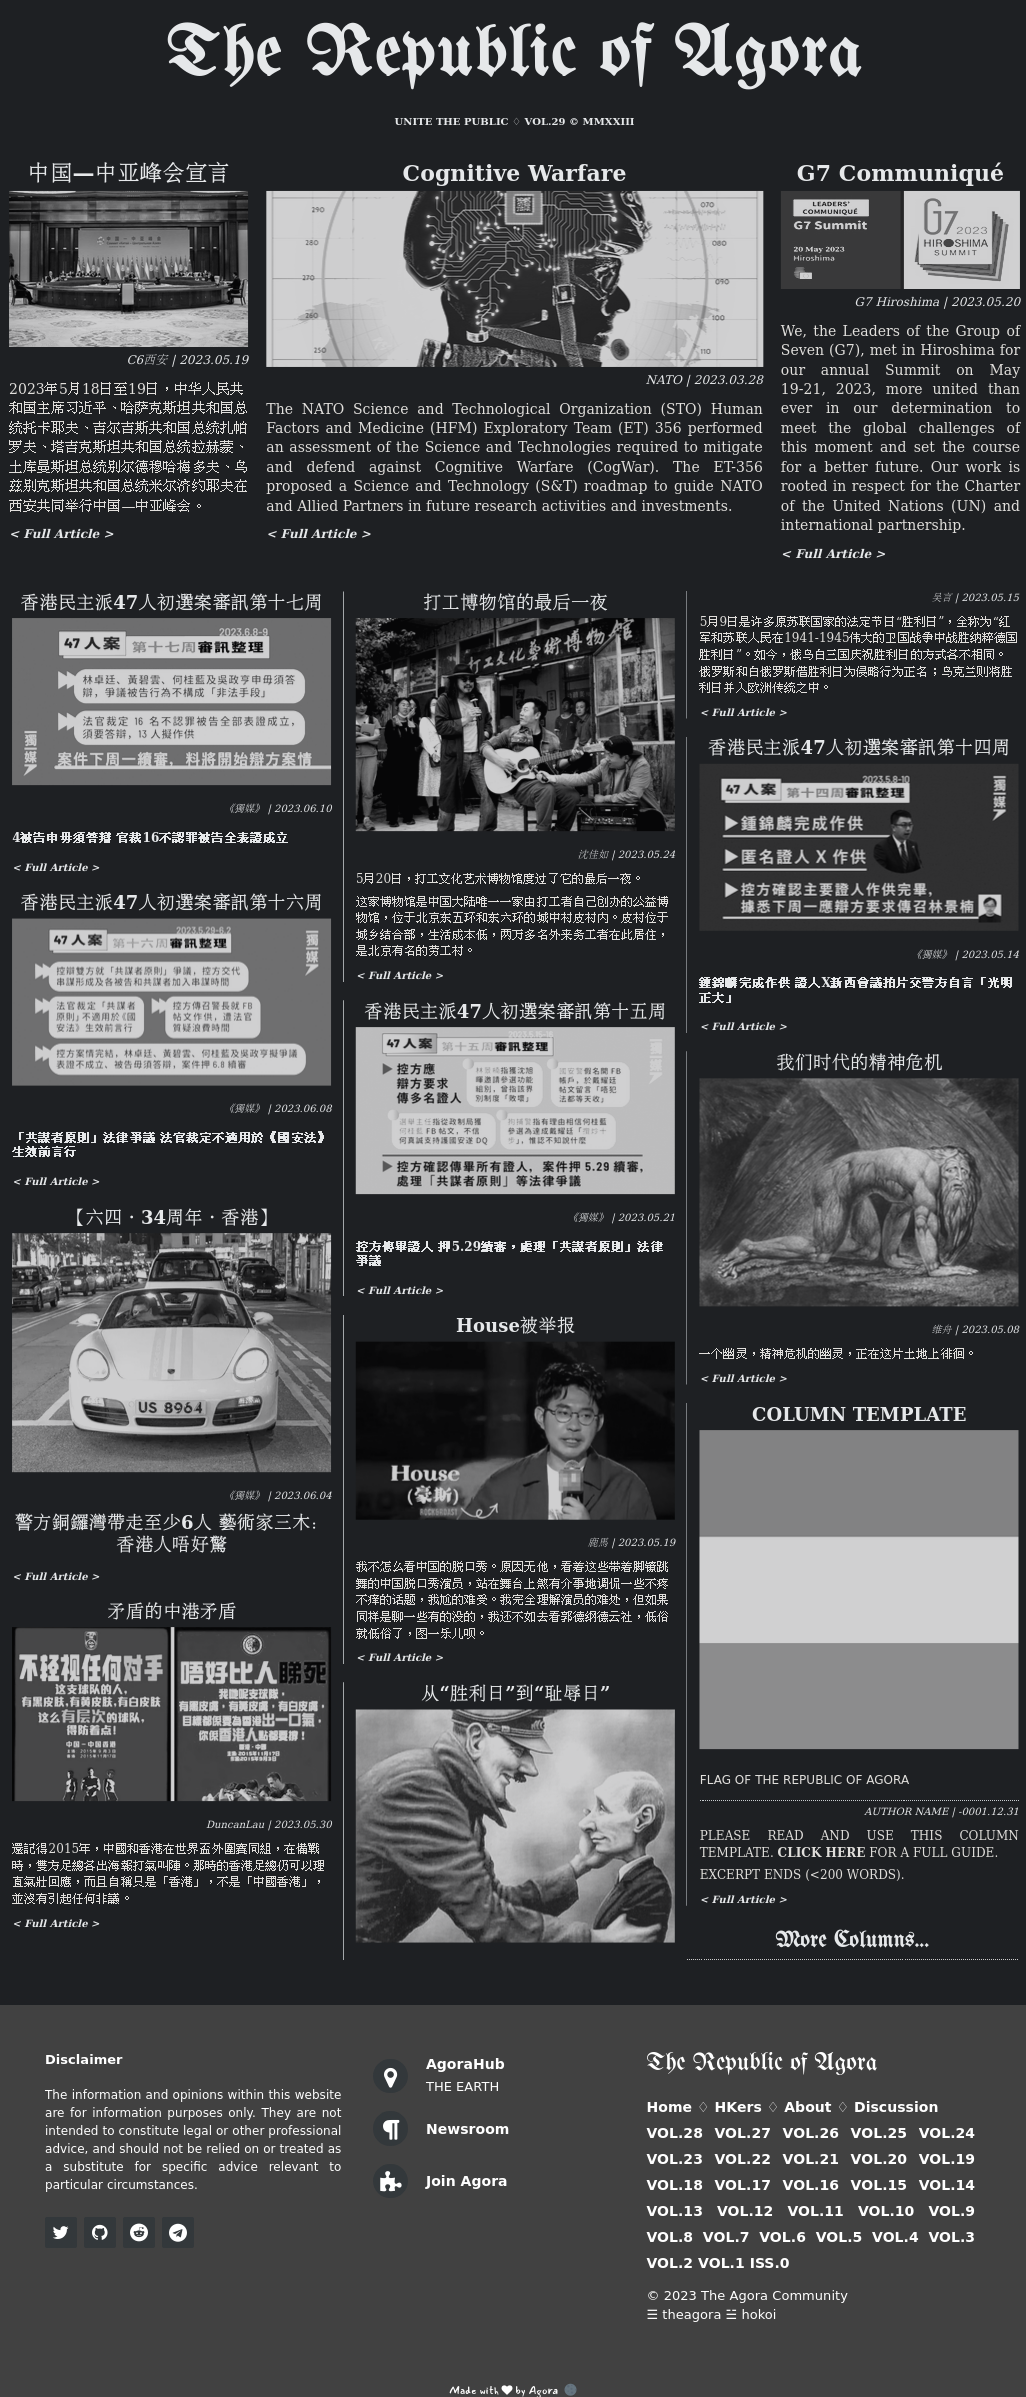 The Republic of Agora
UNITE THE PUBLIC ♢ VOL.29 © MMXXIII
中国—中亚峰会宣言
C6西安 | 2023.05.19
2023年5月18日至19日，中华人民共
和国主席习近平、哈萨克斯坦共和国总
统托卡耶夫、吉尔吉斯共和国总统扎帕
罗夫、塔吉克斯坦共和国总统拉赫蒙、
土库曼斯坦总统别尔德穆哈梅多夫、乌
兹别克斯坦共和国总统米尔济约耶夫在
西安共同举行中国—中亚峰会。
< Full Article >
Cognitive Warfare
290
280
270
260
250
070
080
090
100
110
NATO | 2023.03.28
The NATO Science and Technological Organization (STO) Human
Factors and Medicine (HFM) Exploratory Team (ET) 356 performed
an assessment of the Science and Technologies required to mitigate
and defend against Cognitive Warfare (CogWar). The ET-356
proposed a Science and Technology (S&T) roadmap to guide NATO
and Allied Partners in future research activities and investments.
< Full Article >
G7 Communiqué
LEADERS'
COMMUNIQUÉ
G7 Summit
20 May 2023
Hiroshima
G7 2023
HIROSHIMA
SUMMIT
G7 Hiroshima | 2023.05.20
We, the Leaders of the Group of
Seven (G7), met in Hiroshima for
our annual Summit on May
19-21, 2023, more united than
ever in our determination to
meet the global challenges of
this moment and set the course
for a better future. Our work is
rooted in respect for the Charter
of the United Nations (UN) and
international partnership.
< Full Article >
香港民主派47人初選案審訊第十七周
2023.6.8-9
47 人案 第十七周審訊整理
林卓廷、黃碧雲、何桂藍及吳政亨申毋須答
辯，爭議被告行為不構成「非法手段」
法官裁定 16 名不認罪被告全部表證成立，
須要答辯，13 人擬作供
獨媒
案件下周一續審，料將開始辯方案情
《獨媒》 | 2023.06.10
4被告申毋須答辯 官裁16不認罪被告全表證成立
< Full Article >
香港民主派47人初選案審訊第十六周
2023.5.29-6.2
47 人案 第十六周審訊整理
獨媒
控辯雙方就「共謀者原則」爭議，控方交代
串謀形成及各被告和共謀者加入串謀時間
法官裁定「共謀者
原則」不適用於《國
安法》生效前言行
控方傳召警長就 FB
帖文作供，遭法官
質疑浪費時間
控方案情完結，林卓廷、黃碧雲、何桂藍及吳政亨擬爭議
表證不成立、被告毋須答辯，案件押 6.8 續審
《獨媒》 | 2023.06.08
「共謀者原則」法律爭議 法官裁定不適用於《國安法》
生效前言行
< Full Article >
【六四．34周年．香港】
US 8964
《獨媒》 | 2023.06.04
警方銅鑼灣帶走至少6人 藝術家三木：
香港人唔好驚
< Full Article >
矛盾的中港矛盾
不轻视任何对手
这支球队的人，
有黑皮肤,有黄皮肤,有白皮肤
这么有层次的球队，
得防着点！
中国－中国香港
唔好比人睇死
我哋呢支球隊，
有黑皮膚，有黃皮膚，有白皮膚，
目標都係要為香港出一口氣，
你係香港人點都要撐！
DuncanLau | 2023.05.30
還記得2015年，中國和香港在世界盃外圍賽同組，在備戰
時，雙方足總各出海報打氣叫陣。那時的香港足總仍可以理
直氣壯回應，而且自稱只是「香港」，不是「中國香港」，
並沒有引起任何非議。
< Full Article >
打工博物馆的最后一夜
打工文化藝術博物館
沈佳如 | 2023.05.24
5月20日，打工文化艺术博物馆度过了它的最后一夜。
这家博物馆是中国大陆唯一一家由打工者自己创办的公益博
物馆，位于北京东五环和东六环的城中村皮村内。皮村位于
城乡结合部，生活成本低，两万多名外来务工者在此居住，
是北京有名的劳工村。
< Full Article >
香港民主派47人初選案審訊第十五周
47 人案 第十五周審訊整理
控方應
辯方要求
傳多名證人
控方確認傳畢所有證人，案件押 5.29 續審，
處理「共謀者原則」等法律爭議
《獨媒》 | 2023.05.21
控方傳畢證人 押5.29續審，處理「共謀者原則」法律
爭議
< Full Article >
House被举报
House
(豪斯)
ROCK&ROAST
鹿馬 | 2023.05.19
我不怎么看中国的脱口秀。原因无他，看着这些带着脚镣跳
舞的中国脱口秀演员，站在舞台上煞有介事地调侃一些不疼
不痒的话题，我尬的难受。我完全理解演员的难处，但如果
同样是聊一些有的没的，我还不如去看郭德纲德云社，低俗
就低俗了，图一乐儿呗。
< Full Article >
从“胜利日”到“耻辱日”
吴言 | 2023.05.15
5月9日是许多原苏联国家的法定节日“胜利日”，全称为“红
军和苏联人民在1941-1945伟大的卫国战争中战胜纳粹德国
胜利日”。如今，俄乌白三国庆祝胜利日的方式各不相同。
俄罗斯和白俄罗斯借胜利日为侵略行为正名；乌克兰则将胜
利日并入欧洲传统之中。
< Full Article >
香港民主派47人初選案審訊第十四周
2023.5.8-10
47 人案 第十四周審訊整理
獨媒
鍾錦麟完成作供
匿名證人 X 作供
控方確認主要證人作供完畢，
據悉下周一應辯方要求傳召林景楠
《獨媒》 | 2023.05.14
鍾錦麟完成作供 證人X新西會議拍片交警方自言「光明
正大」
< Full Article >
我们时代的精神危机
维舟 | 2023.05.08
一个幽灵，精神危机的幽灵，正在这片土地上徘徊。
< Full Article >
COLUMN TEMPLATE
FLAG OF THE REPUBLIC OF AGORA
AUTHOR NAME | -0001.12.31
PLEASE READ AND USE THIS COLUMN
TEMPLATE. CLICK HERE FOR A FULL GUIDE.
EXCERPT ENDS (<200 WORDS).
< Full Article >
More Columns...
Disclaimer
The information and opinions within this website
are for information purposes only. They are not
intended to constitute legal or other professional
advice, and should not be relied on or treated as
a substitute for specific advice relevant to
particular circumstances.
AgoraHub
THE EARTH
Newsroom
Join Agora
The Republic of Agora
Home ♢ HKers ♢ About ♢ Discussion
VOL.28 VOL.27 VOL.26 VOL.25 VOL.24
VOL.23 VOL.22 VOL.21 VOL.20 VOL.19
VOL.18 VOL.17 VOL.16 VOL.15 VOL.14
VOL.13 VOL.12 VOL.11 VOL.10 VOL.9
VOL.8 VOL.7 VOL.6 VOL.5 VOL.4 VOL.3
VOL.2 VOL.1 ISS.0
© 2023 The Agora Community
☰ theagora ☱ hokoi
Made with ♥ by Agora